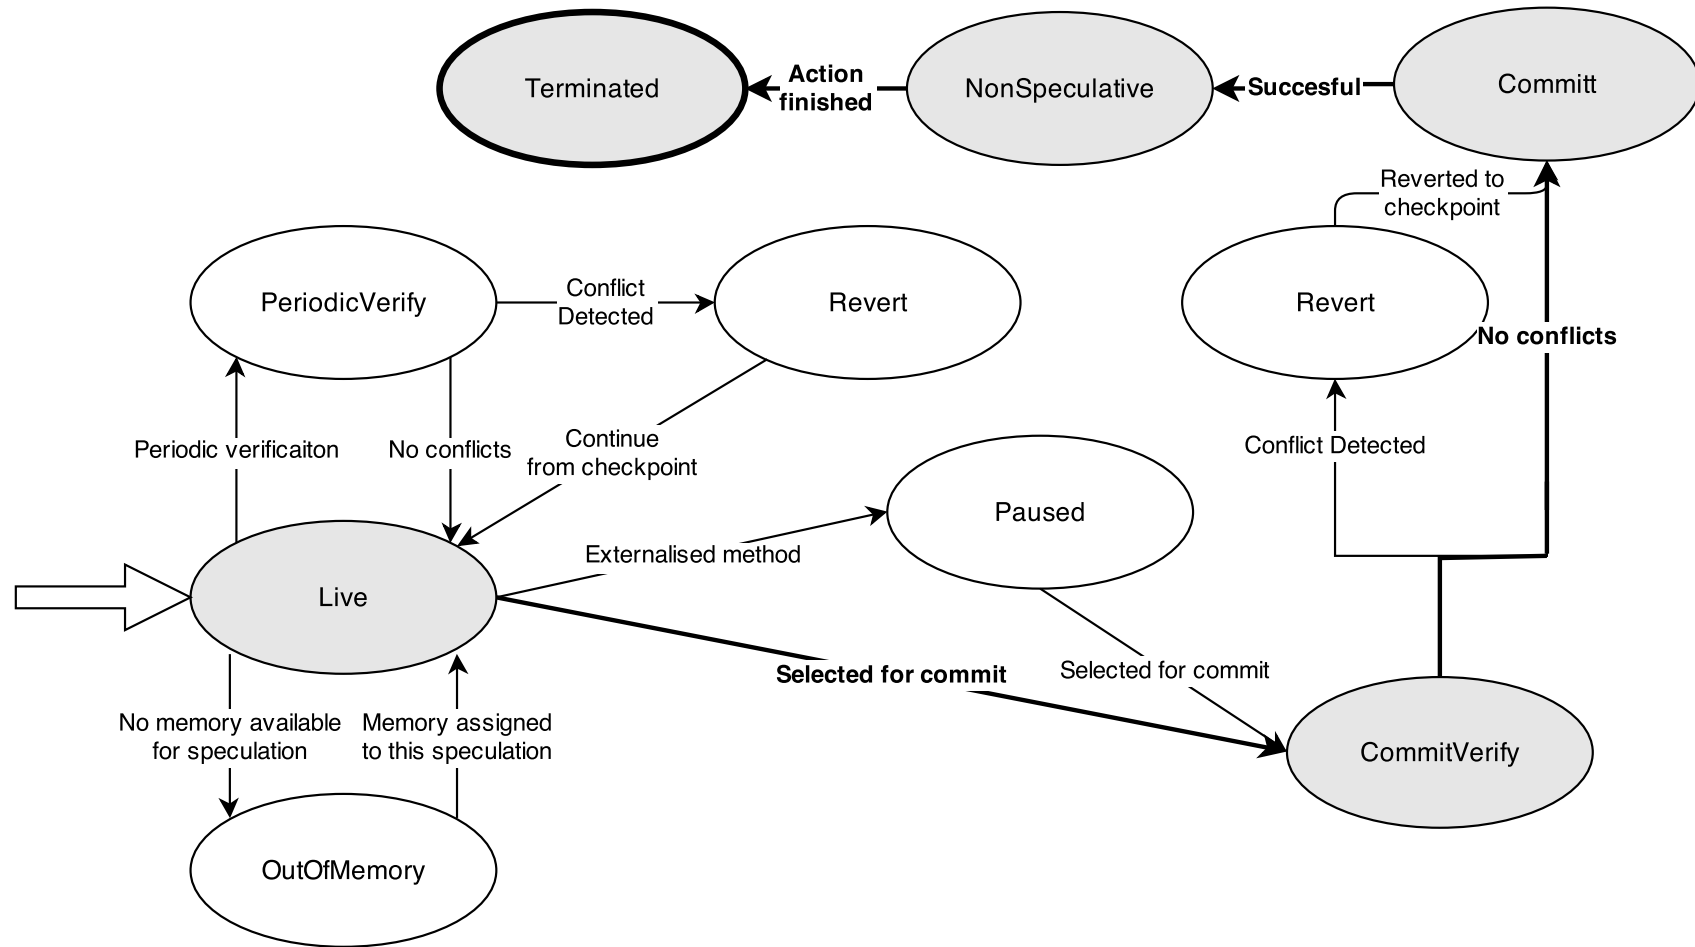 Terminated
Action
finished
NonSpeculative
Succesful
Committ
Reverted to
checkpoint
PeriodicVerify
Conflict
Detected
Revert
Revert
No conflicts
Periodic verificaiton
No conflicts
Continue
from checkpoint
Conflict Detected
Paused
Externalised method
Live
Selected for commit
Selected for commit
No memory available
for speculation
Memory assigned
to this speculation
CommitVerify
OutOfMemory